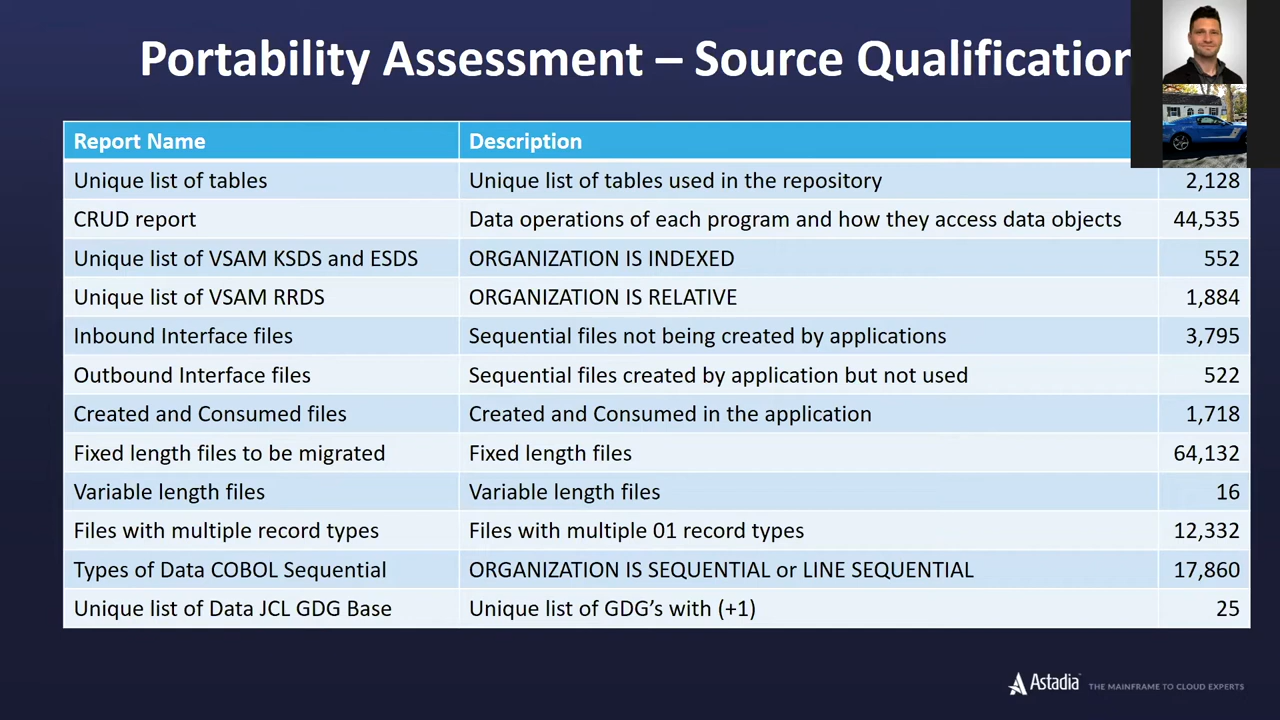 Portability Assessment – Source Qualification
Report Name Description
Unique list of tables Unique list of tables used in the repository 2,128
CRUD report Data operations of each program and how they access data objects 44,535
Unique list of VSAM KSDS and ESDS ORGANIZATION IS INDEXED 552
Unique list of VSAM RRDS ORGANIZATION IS RELATIVE 1,884
Inbound Interface files Sequential files not being created by applications 3,795
Outbound Interface files Sequential files created by application but not used 522
Created and Consumed files Created and Consumed in the application 1,718
Fixed length files to be migrated Fixed length files 64,132
Variable length files Variable length files 16
Files with multiple record types Files with multiple 01 record types 12,332
Types of Data COBOL Sequential ORGANIZATION IS SEQUENTIAL or LINE SEQUENTIAL 17,860
Unique list of Data JCL GDG Base Unique list of GDG’s with (+1) 25
Astadia THE MAINFRAME TO CLOUD EXPERTS